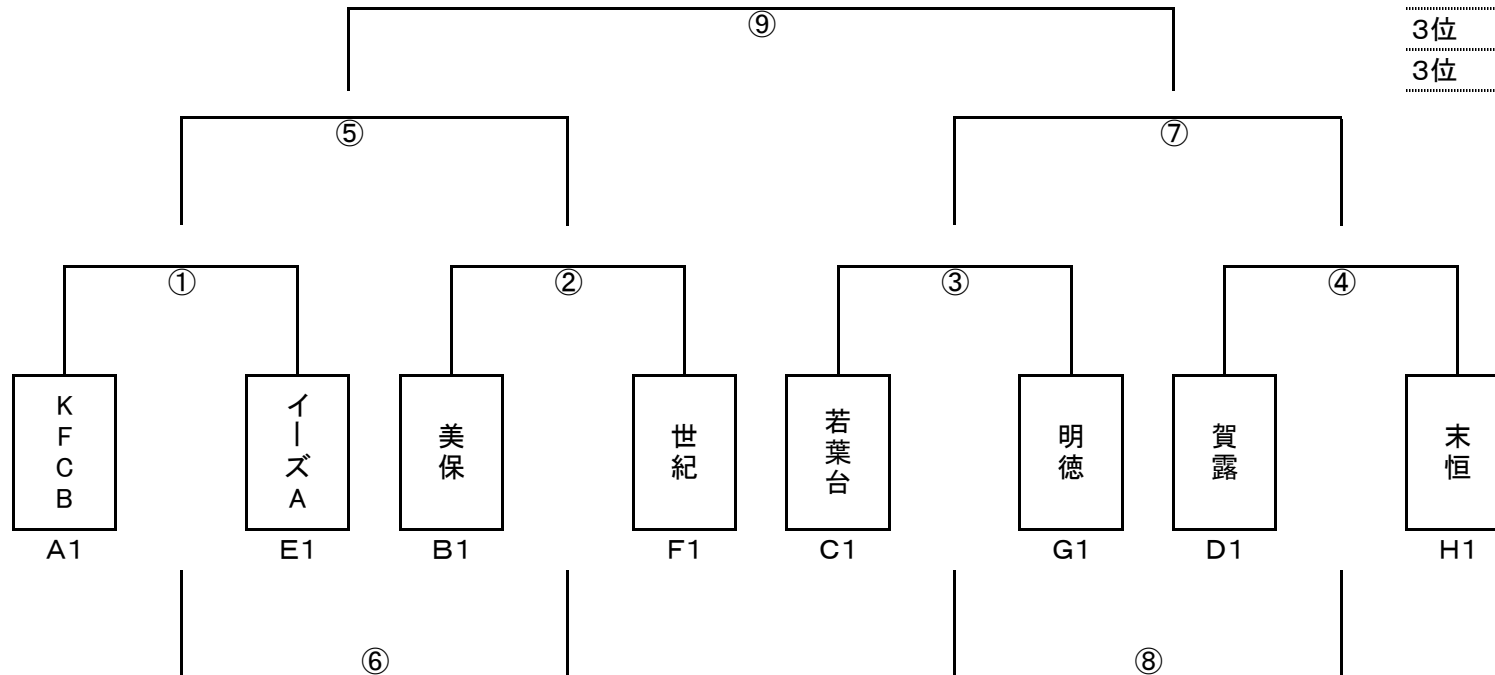 ⑨
3位
3位
⑤
⑦
①
②
③
④
KFCB
イーズA
美保
世紀
若葉台
明徳
賀露
末恒
A1
E1
B1
F1
C1
G1
D1
H1
⑥
⑧